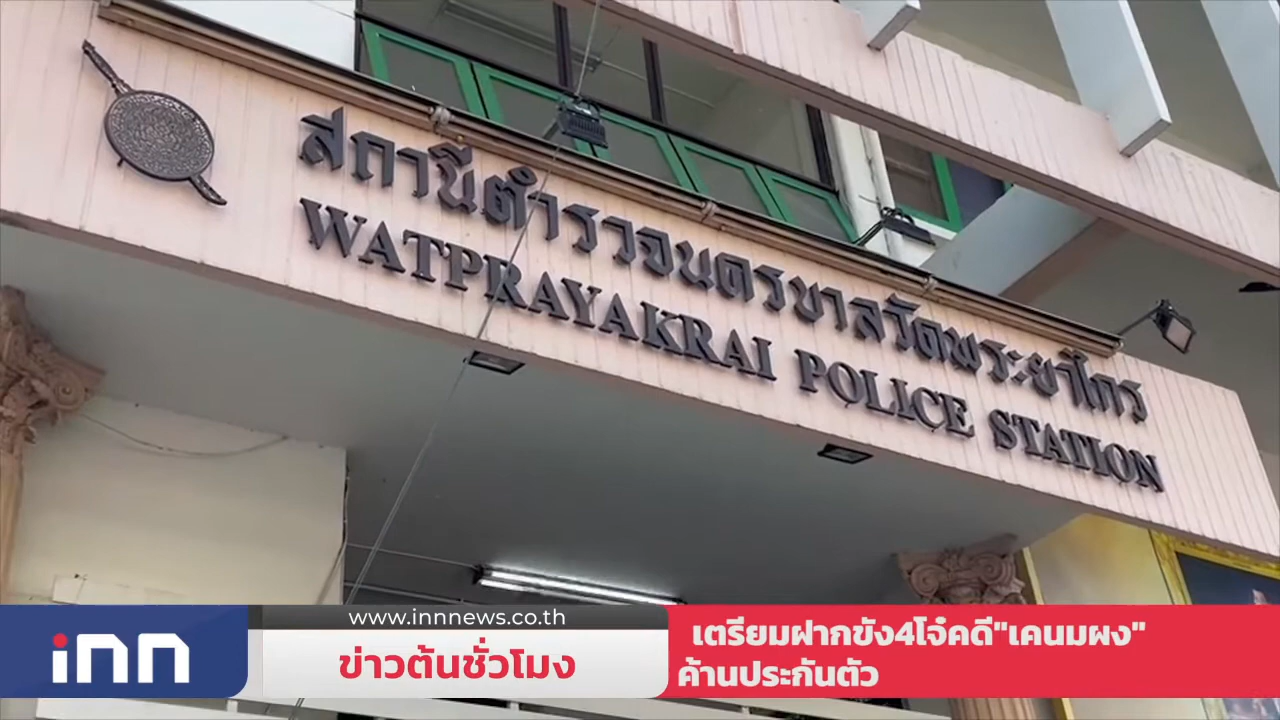 สถานีตำรวจนครบาลวัดพระยาไกร
WATPRAYAKRAI POLICE STATION
inn
www.innnews.co.th
ข่าวต้นชั่วโมง
เตรียมฝากขัง4โจ๋คดี"เคนมผง"
ค้านประกันตัว